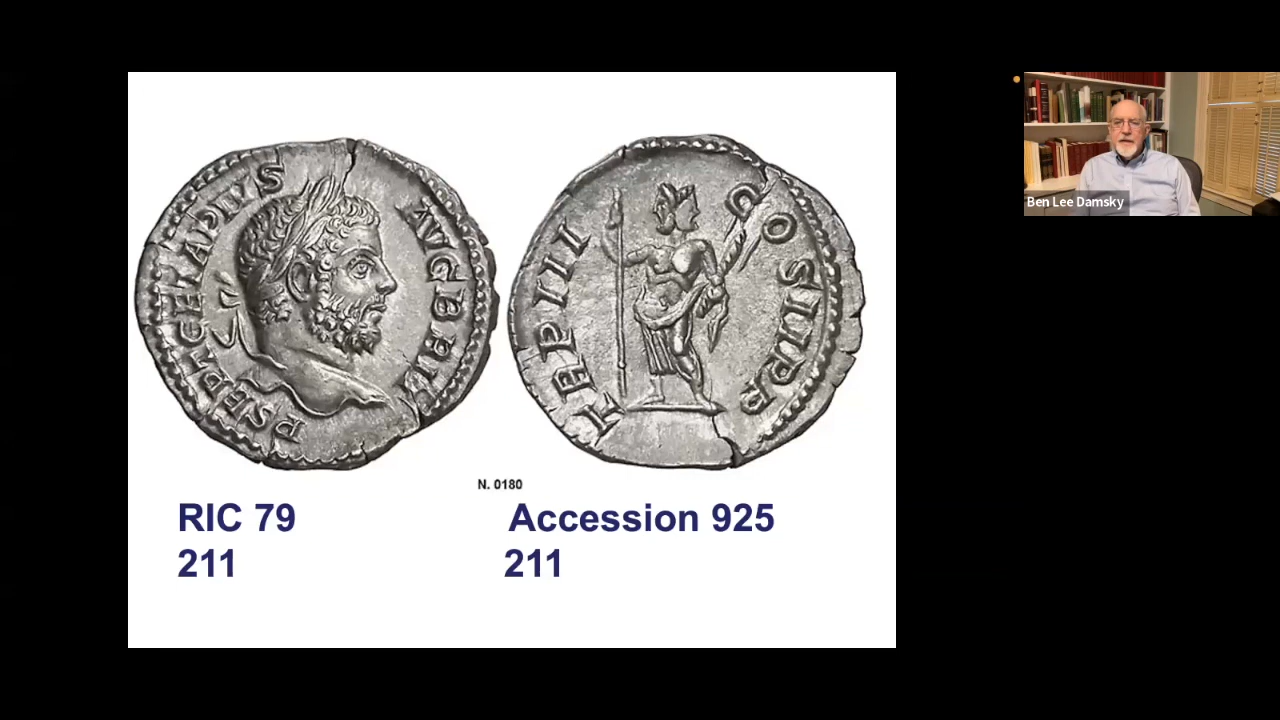 P SEPT GETA PIVS AVG BRIT
TR P III COS II P P
N. 0180
RIC 79
Accession 925
211
211
Ben Lee Damsky